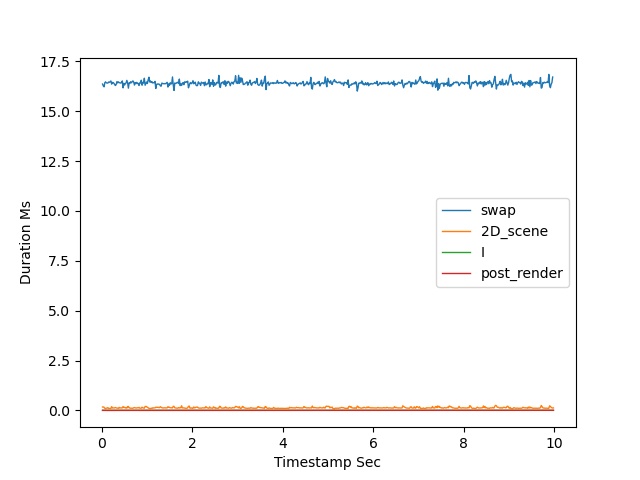 17.5
15.0
12.5
10.0
7.5
5.0
2.5
0.0
Duration Ms
swap
2D_scene
I
post_render
0 2 4 6 8 10
Timestamp Sec